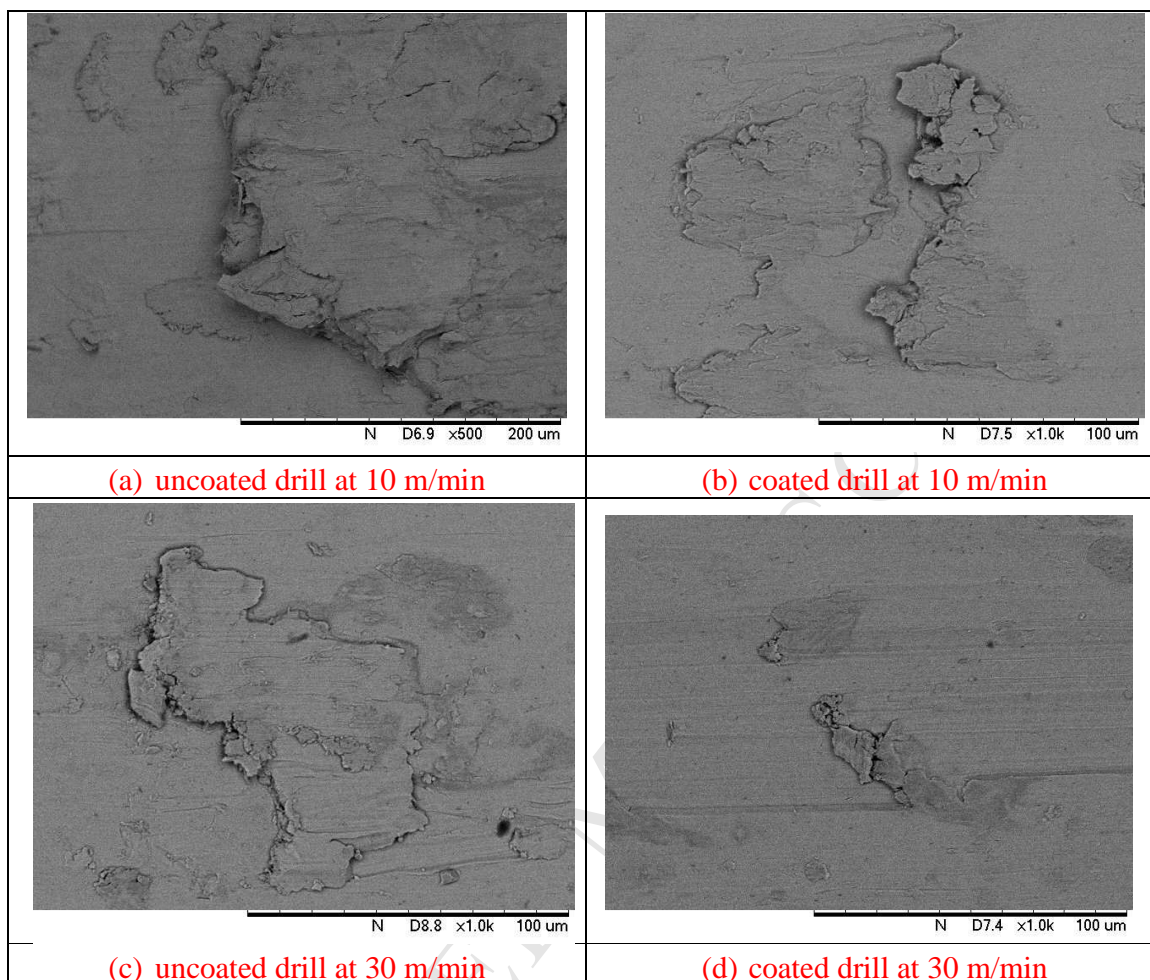 N D6.9 x500 200 um
N D7.5 x1.0k 100 um
(a) uncoated drill at 10 m/min
(b) coated drill at 10 m/min
N D8.8 x1.0k 100 um
N D7.4 x1.0k 100 um
(c) uncoated drill at 30 m/min
(d) coated drill at 30 m/min